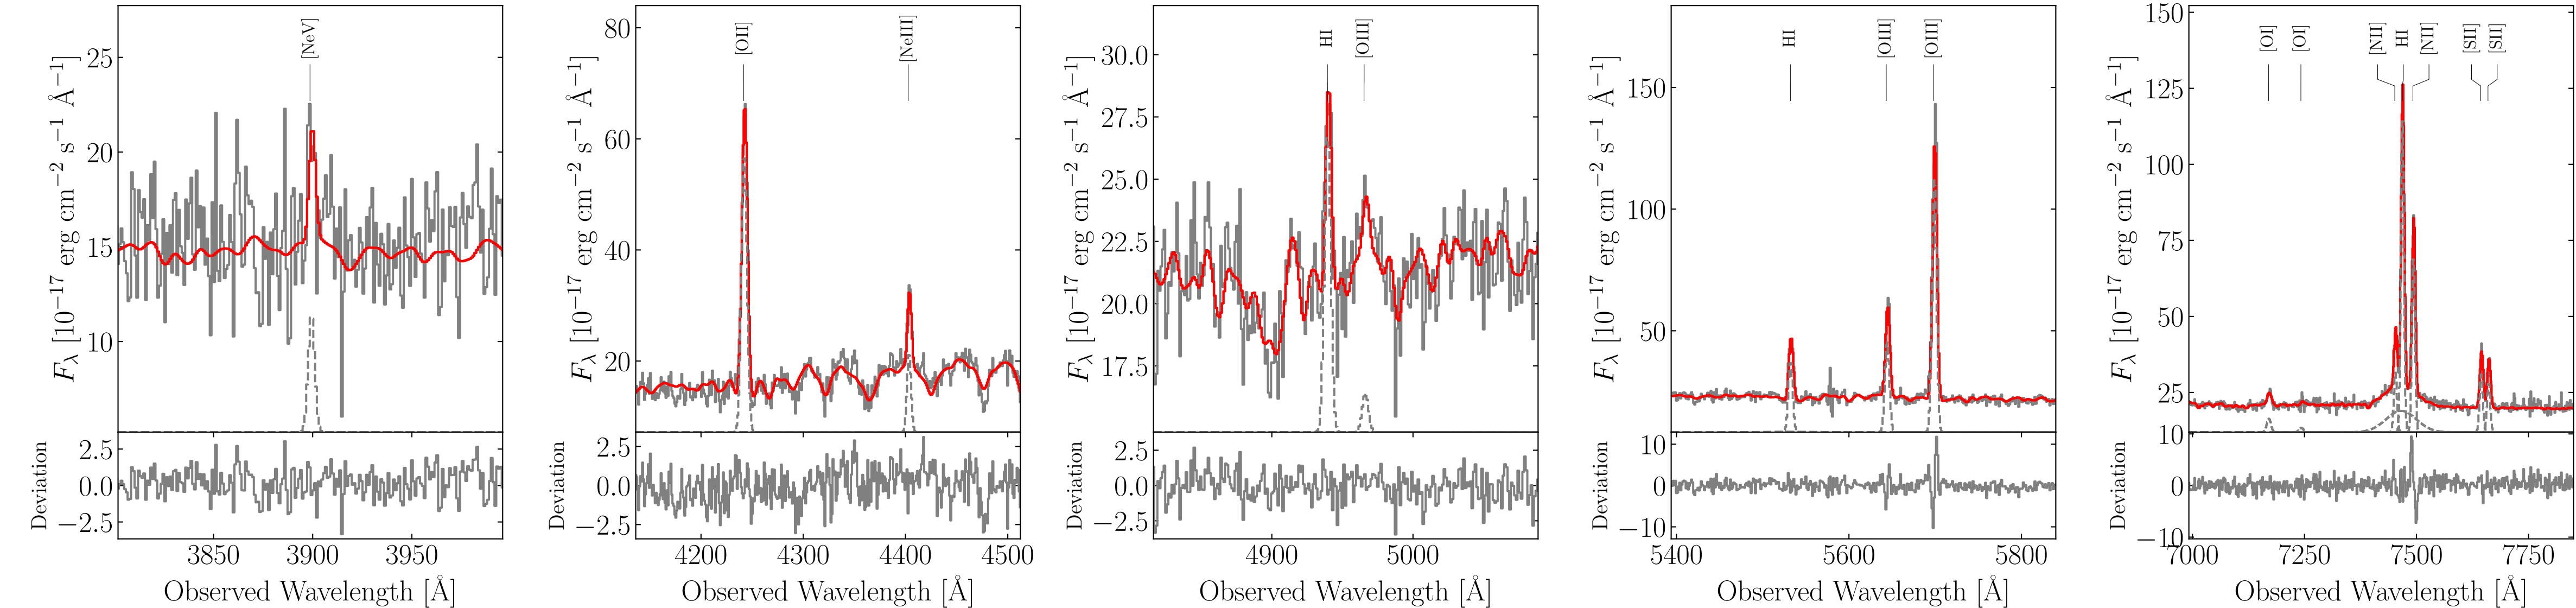 [NeV]
25
20
15
10
Fλ [10−17 erg cm−2 s−1 Å−1]
2.5
0.0
−2.5
Deviation
3850 3900 3950
Observed Wavelength [Å]
[OII] [NeIII]
80
60
40
20
Fλ [10−17 erg cm−2 s−1 Å−1]
2.5
0.0
−2.5
Deviation
4200 4300 4400 4500
Observed Wavelength [Å]
HI [OIII]
30.0
27.5
25.0
22.5
20.0
17.5
Fλ [10−17 erg cm−2 s−1 Å−1]
2.5
0.0
−2.5
Deviation
4900 5000
Observed Wavelength [Å]
HI [OIII] [OIII]
150
100
50
Fλ [10−17 erg cm−2 s−1 Å−1]
10
0
−10
Deviation
5400 5600 5800
Observed Wavelength [Å]
[OI] [OI] [NII] HI [NII] [SII] [SII]
150
125
100
75
50
25
Fλ [10−17 erg cm−2 s−1 Å−1]
10
0
−10
Deviation
7000 7250 7500 7750
Observed Wavelength [Å]